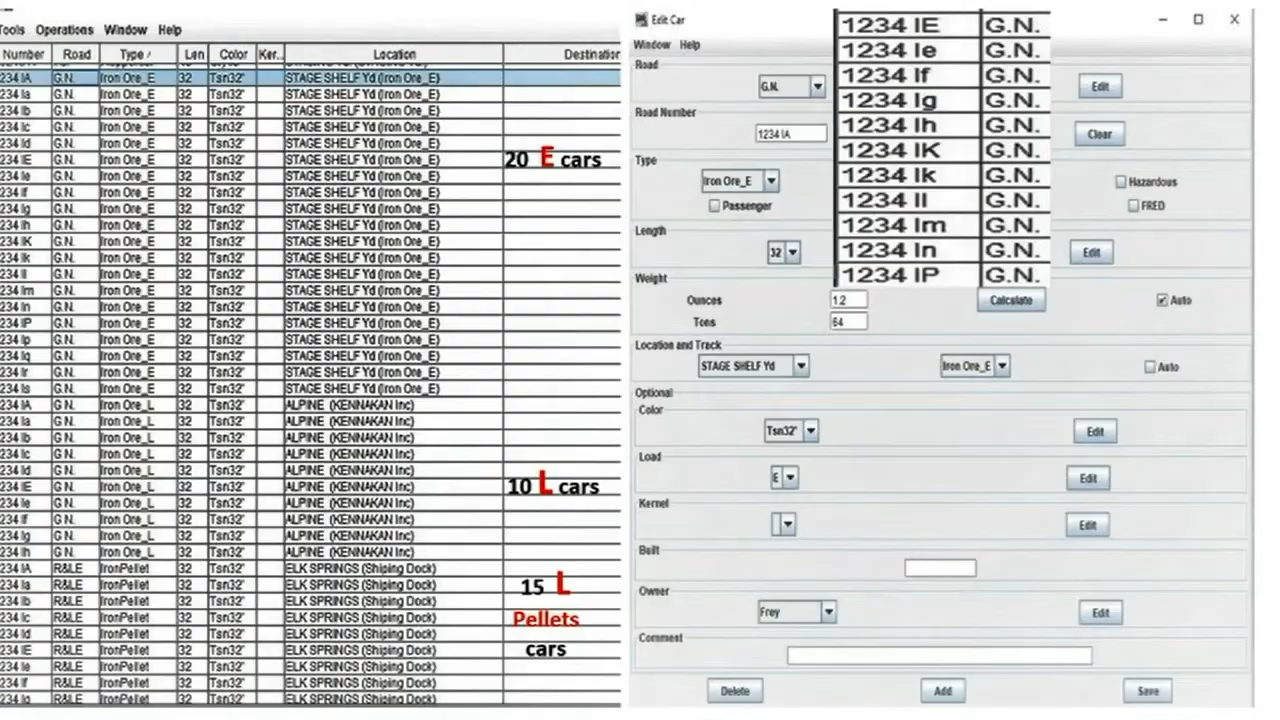 Tools Operations Window Help
Number Road Type Len Color Ker... Location Destination
234 IA G.N. Iron Ore_E 32 Tsn32' STAGE SHELF Yd (Iron Ore_E)
234 Ia G.N. Iron Ore_E 32 Tsn32' STAGE SHELF Yd (Iron Ore_E)
234 Ib G.N. Iron Ore_E 32 Tsn32' STAGE SHELF Yd (Iron Ore_E)
234 Ic G.N. Iron Ore_E 32 Tsn32' STAGE SHELF Yd (Iron Ore_E)
234 Id G.N. Iron Ore_E 32 Tsn32' STAGE SHELF Yd (Iron Ore_E)
234 IE G.N. Iron Ore_E 32 Tsn32' STAGE SHELF Yd (Iron Ore_E) 20 E cars
234 Ie G.N. Iron Ore_E 32 Tsn32' STAGE SHELF Yd (Iron Ore_E)
234 If G.N. Iron Ore_E 32 Tsn32' STAGE SHELF Yd (Iron Ore_E)
234 Ig G.N. Iron Ore_E 32 Tsn32' STAGE SHELF Yd (Iron Ore_E)
234 Ih G.N. Iron Ore_E 32 Tsn32' STAGE SHELF Yd (Iron Ore_E)
234 IK G.N. Iron Ore_E 32 Tsn32' STAGE SHELF Yd (Iron Ore_E)
234 Ik G.N. Iron Ore_E 32 Tsn32' STAGE SHELF Yd (Iron Ore_E)
234 Il G.N. Iron Ore_E 32 Tsn32' STAGE SHELF Yd (Iron Ore_E)
234 Im G.N. Iron Ore_E 32 Tsn32' STAGE SHELF Yd (Iron Ore_E)
234 In G.N. Iron Ore_E 32 Tsn32' STAGE SHELF Yd (Iron Ore_E)
234 IP G.N. Iron Ore_E 32 Tsn32' STAGE SHELF Yd (Iron Ore_E)
234 Ip G.N. Iron Ore_E 32 Tsn32' STAGE SHELF Yd (Iron Ore_E)
234 Iq G.N. Iron Ore_E 32 Tsn32' STAGE SHELF Yd (Iron Ore_E)
234 Ir G.N. Iron Ore_E 32 Tsn32' STAGE SHELF Yd (Iron Ore_E)
234 Is G.N. Iron Ore_E 32 Tsn32' STAGE SHELF Yd (Iron Ore_E)
234 IA G.N. Iron Ore_L 32 Tsn32' ALPINE (KENNAKAN Inc)
234 Ia G.N. Iron Ore_L 32 Tsn32' ALPINE (KENNAKAN Inc)
234 Ib G.N. Iron Ore_L 32 Tsn32' ALPINE (KENNAKAN Inc)
234 Ic G.N. Iron Ore_L 32 Tsn32' ALPINE (KENNAKAN Inc)
234 Id G.N. Iron Ore_L 32 Tsn32' ALPINE (KENNAKAN Inc)
234 IE G.N. Iron Ore_L 32 Tsn32' ALPINE (KENNAKAN Inc) 10 L cars
234 Ie G.N. Iron Ore_L 32 Tsn32' ALPINE (KENNAKAN Inc)
234 If G.N. Iron Ore_L 32 Tsn32' ALPINE (KENNAKAN Inc)
234 Ig G.N. Iron Ore_L 32 Tsn32' ALPINE (KENNAKAN Inc)
234 Ih G.N. Iron Ore_L 32 Tsn32' ALPINE (KENNAKAN Inc)
234 IA R&LE IronPellet 32 Tsn32' ELK SPRINGS (Shiping Dock)
234 Ia R&LE IronPellet 32 Tsn32' ELK SPRINGS (Shiping Dock) 15 L
234 Ib R&LE IronPellet 32 Tsn32' ELK SPRINGS (Shiping Dock)
234 Ic R&LE IronPellet 32 Tsn32' ELK SPRINGS (Shiping Dock) Pellets
234 Id R&LE IronPellet 32 Tsn32' ELK SPRINGS (Shiping Dock)
234 IE R&LE IronPellet 32 Tsn32' ELK SPRINGS (Shiping Dock) cars
234 Ie R&LE IronPellet 32 Tsn32' ELK SPRINGS (Shiping Dock)
234 If R&LE IronPellet 32 Tsn32' ELK SPRINGS (Shiping Dock)
234 Ig R&LE IronPellet 32 Tsn32' ELK SPRINGS (Shiping Dock)
Edit Car
Window Help
Road
G.N. Edit
Road Number
1234 IA Clear
Type
Iron Ore_E Hazardous
Passenger FRED
Length
32 Edit
Weight
Ounces 1.2 Calculate Auto
Tons 64
Location and Track
STAGE SHELF Yd Iron Ore_E Auto
Optional
Color
Tsn32' Edit
Load
E Edit
Kernel
Edit
Built
Owner
Frey Edit
Comment
Delete Add Save
1234 IE G.N.
1234 Ie G.N.
1234 If G.N.
1234 Ig G.N.
1234 Ih G.N.
1234 IK G.N.
1234 Ik G.N.
1234 Il G.N.
1234 Im G.N.
1234 In G.N.
1234 IP G.N.